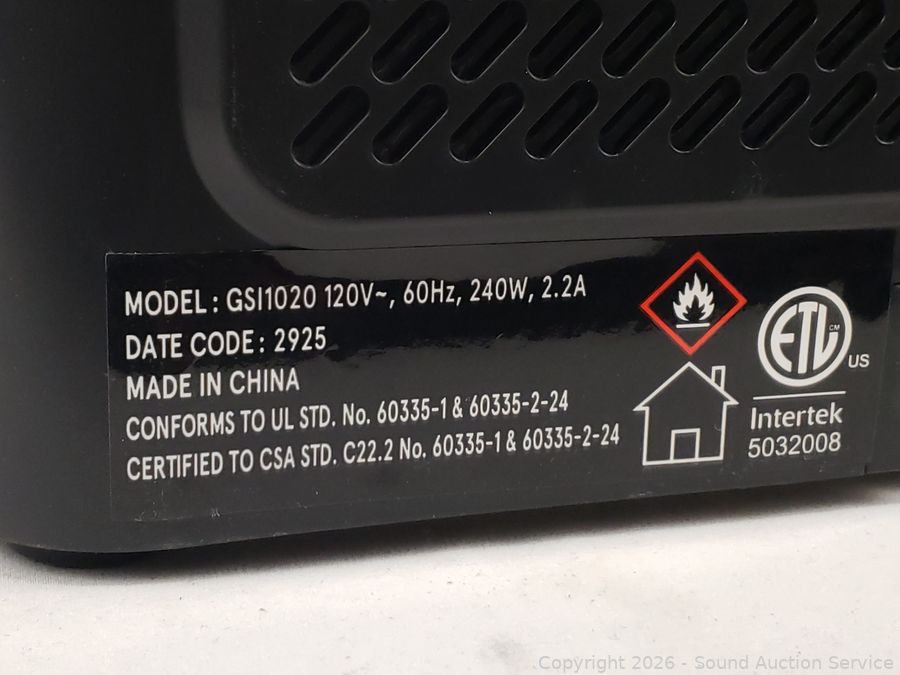 MODEL : GSI1020 120V~, 60Hz, 240W, 2.2A
DATE CODE : 2925
MADE IN CHINA
CONFORMS TO UL STD. No. 60335-1 & 60335-2-24
CERTIFIED TO CSA STD. C22.2 No. 60335-1 & 60335-2-24
ETL CM
US
Intertek
5032008
Copyright 2026 - Sound Auction Service